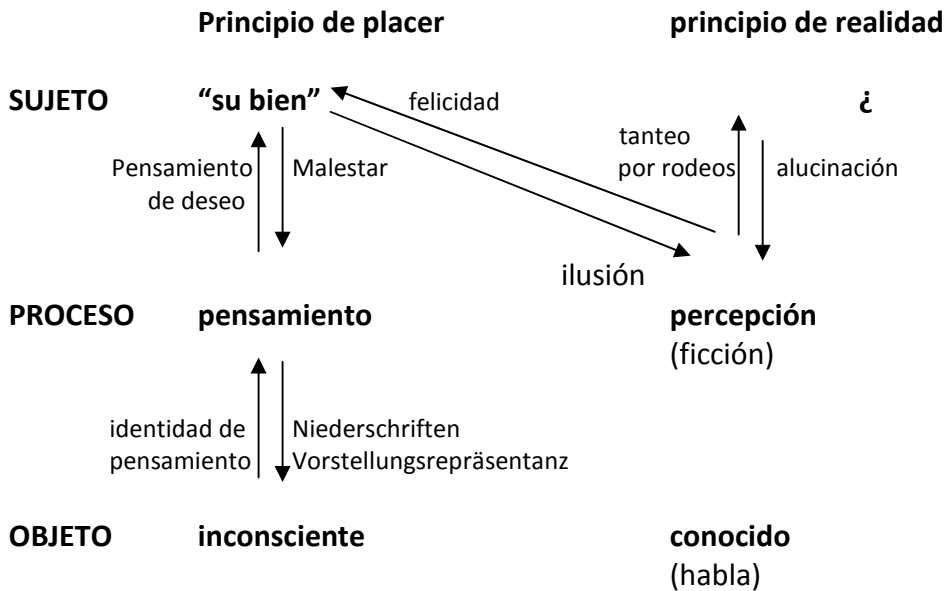 Principio de placer principio de realidad
SUJETO “su bien” felicidad ¿
tanteo
por rodeos
alucinación
Pensamiento
de deseo
Malestar
ilusión
PROCESO pensamiento percepción
(ficción)
identidad de
pensamiento
Niederschriften
Vorstellungsrepräsentanz
OBJETO inconsciente conocido
(habla)